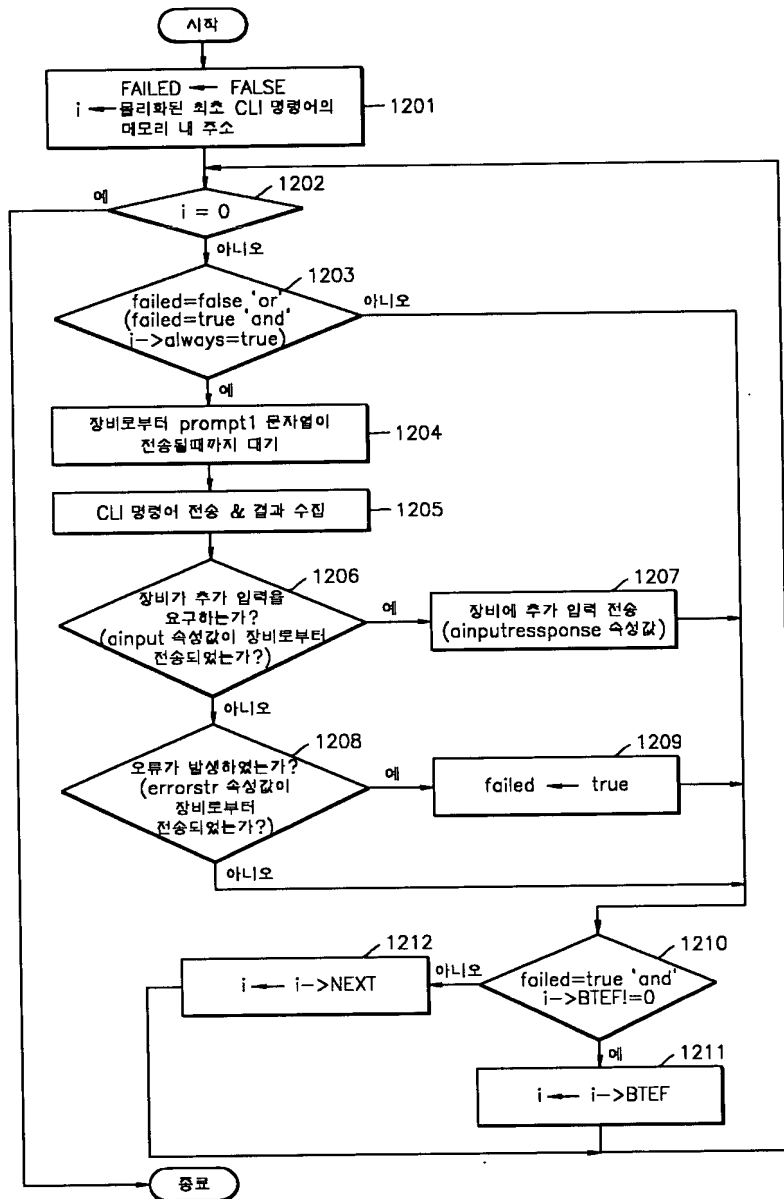 시작
FAILED ← FALSE
i ← 물리화된 최초 CLI 명령어의
메모리 내 주소
1201
1202
예
i = 0
아니오
1203
failed=false 'or'
(failed=true 'and'
i->always=true)
아니오
예
장비로부터 prompt1 문자열이
전송될때까지 대기
1204
CLI 명령어 전송 & 결과 수집
1205
1206
장비가 추가 입력을
요구하는가?
(ainput 속성값이 장비로부터
전송되었는가?)
예
1207
장비에 추가 입력 전송
(ainputressponse 속성값)
아니오
1208
오류가 발생하였는가?
(errorstr 속성값이
장비로부터
전송되었는가?)
예
1209
failed ← true
아니오
1210
failed=true 'and'
i->BTEF!=0
아니오
1212
i ← i->NEXT
예
1211
i ← i->BTEF
종료